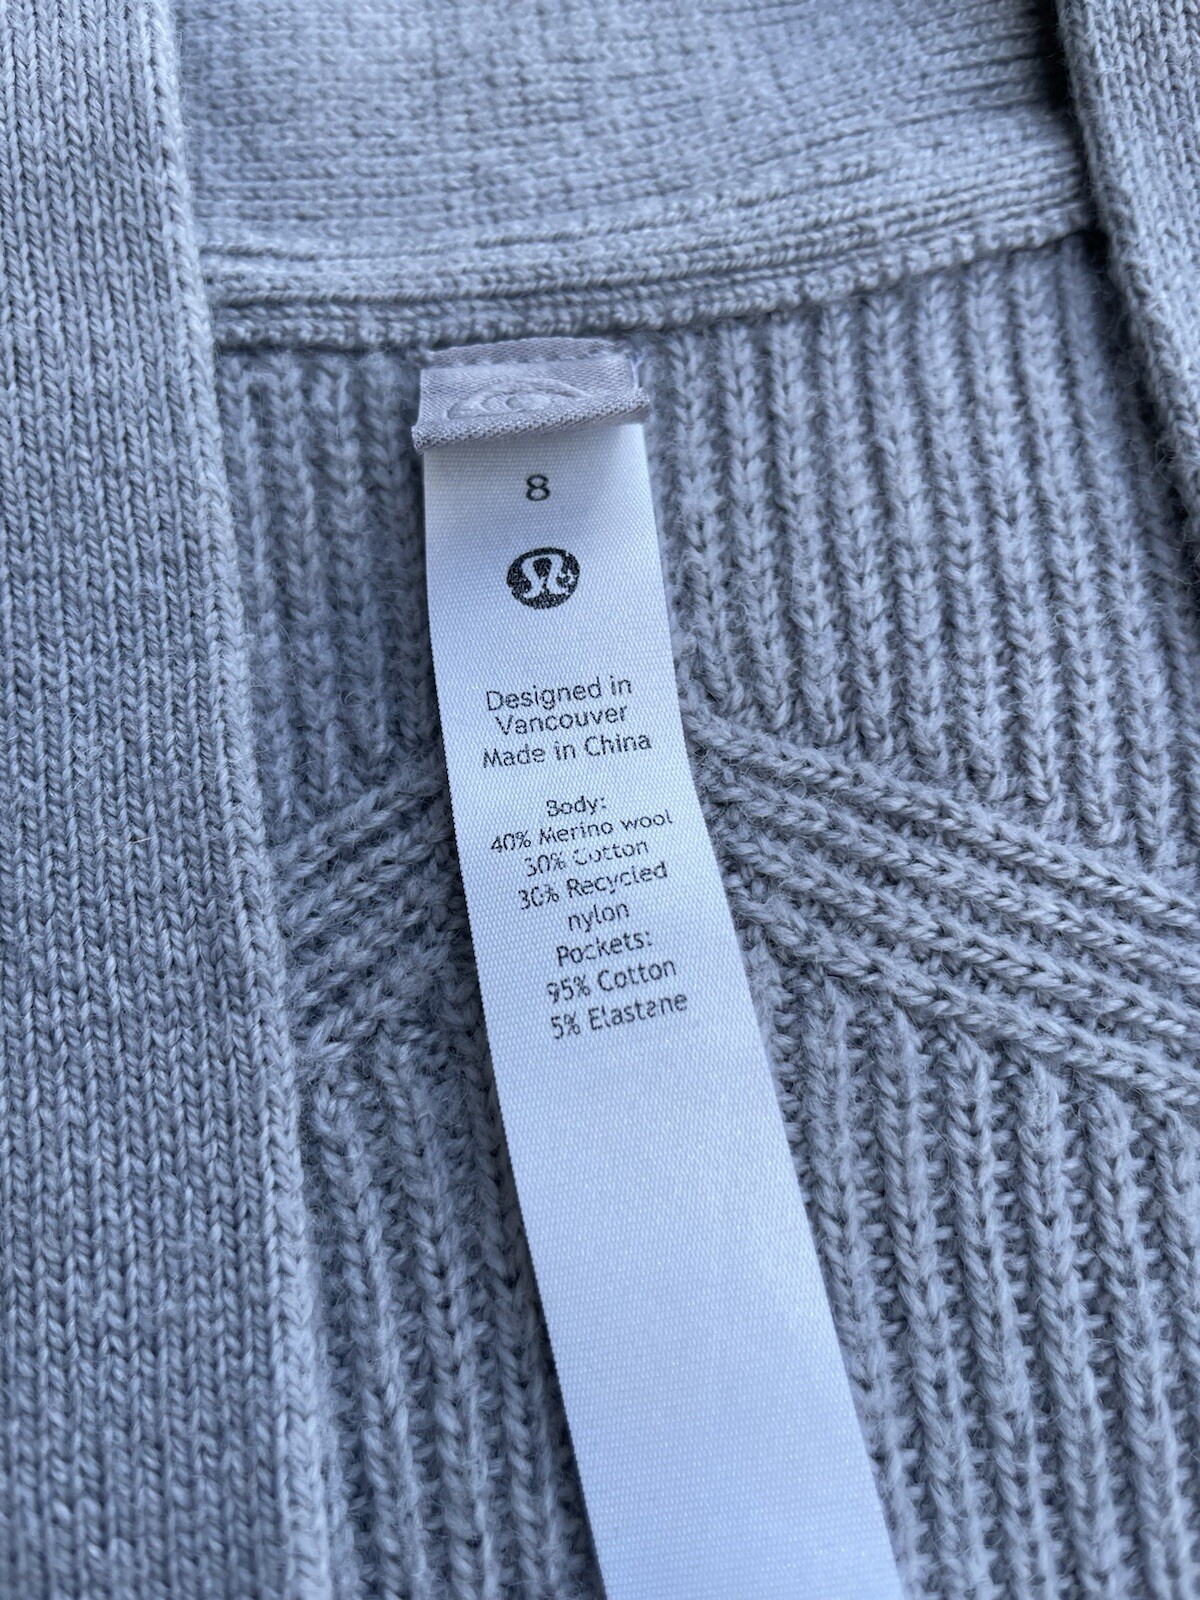 8
Designed in
Vancouver
Made in China
Body:
40% Merino wool
30% Cotton
30% Recycled
nylon
Pockets:
95% Cotton
5% Elastane